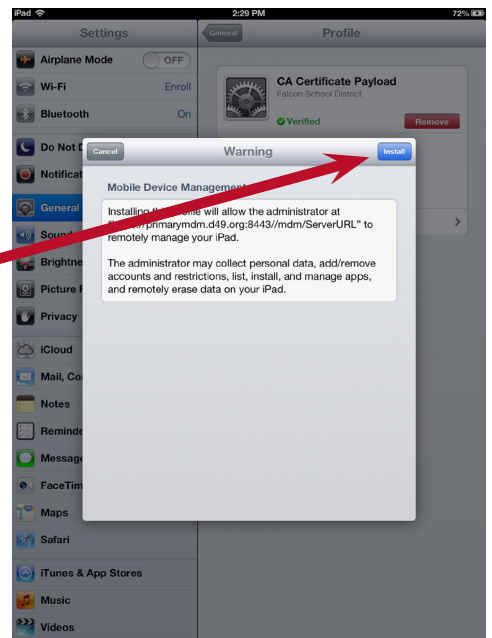 iPad 2:29 PM 72%
Settings
General
Profile
Airplane Mode OFF
Wi-Fi Enroll
Bluetooth On
General
Privacy
iCloud
Notes
Maps
Safari
iTunes & App Stores
Music
Videos
CA Certificate Payload
Falcon School District
Verified
Remove
Cancel
Warning
Install
Mobile Device
Installing will allow the administrator at
primarymdm.d49.org:8443//mdm/ServerURL" to
remotely manage your iPad.
The administrator may collect personal data, add/remove
accounts and restrictions, list, install, and manage apps,
and remotely erase data on your iPad.